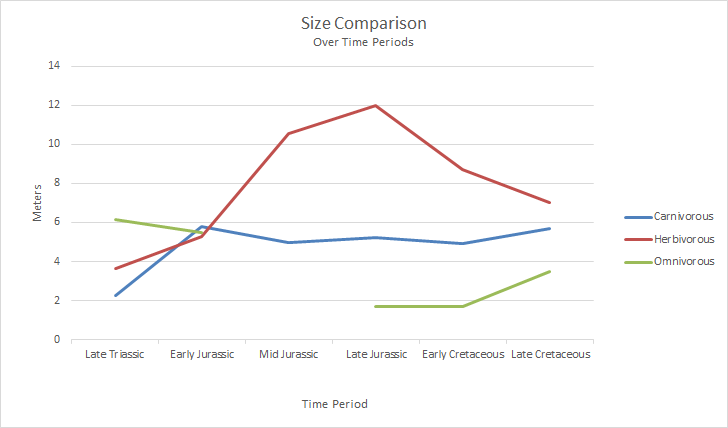 Size Comparison
Over Time Periods
14
12
10
8
6
4
2
0
Meters
Late Triassic Early Jurassic Mid Jurassic Late Jurassic Early Cretaceous Late Cretaceous
Time Period
Carnivorous
Herbivorous
Omnivorous